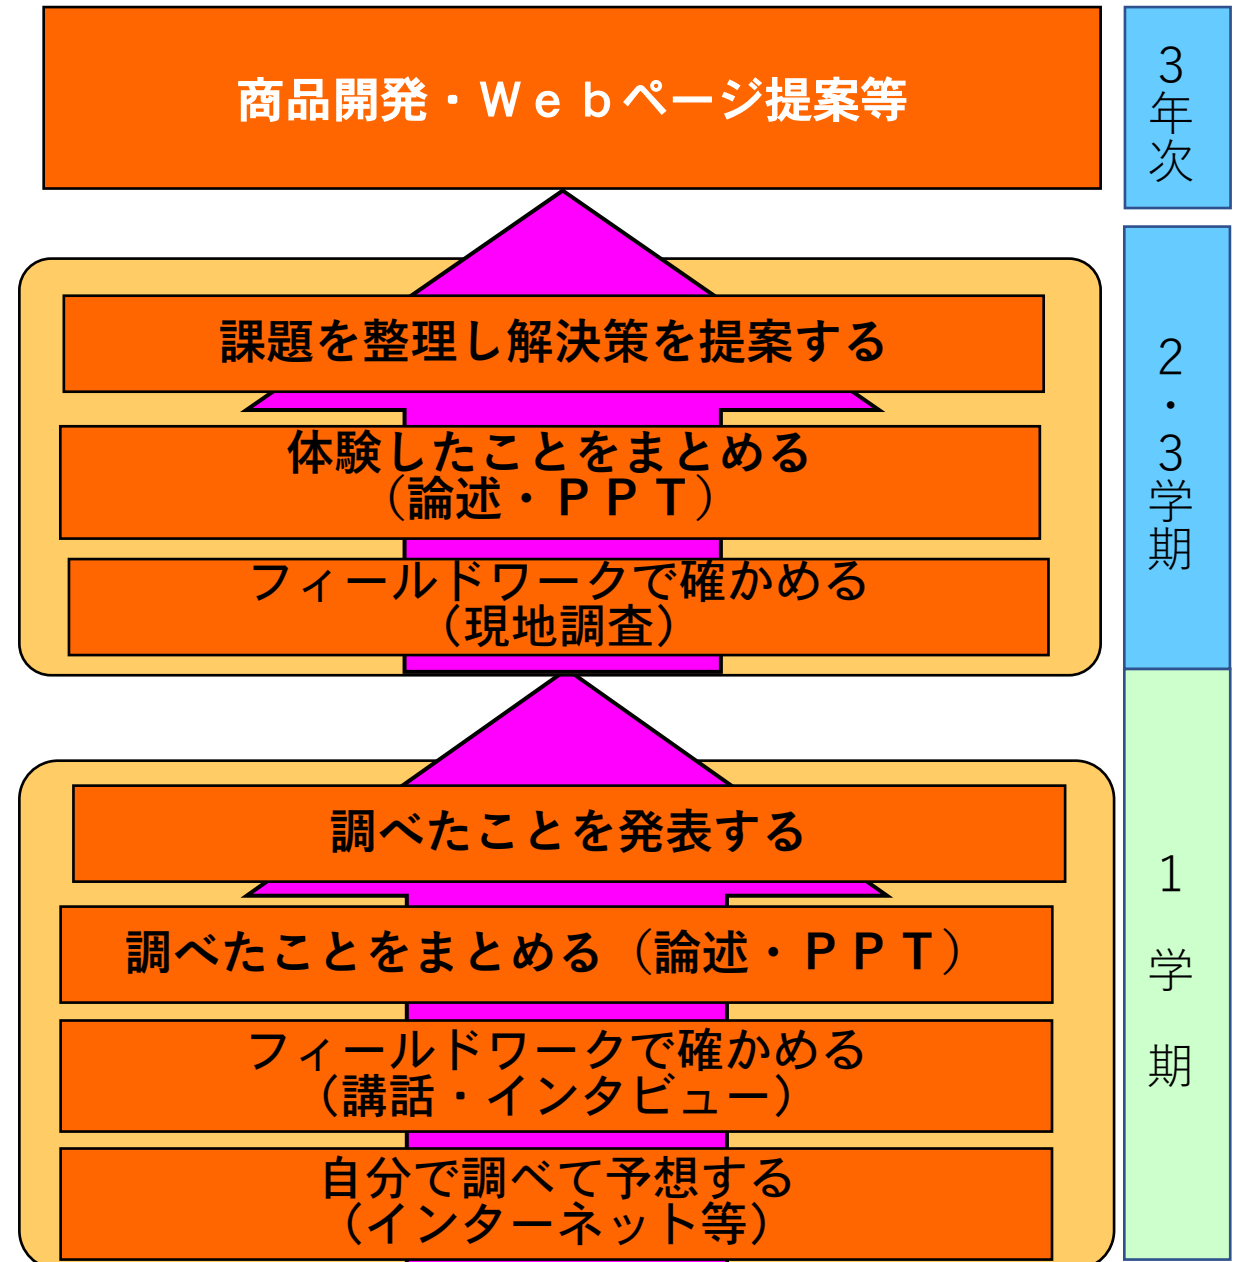 商品開発・Ｗｅｂページ提案等
3年次
課題を整理し解決策を提案する
体験したことをまとめる
（論述・ＰＰＴ）
フィールドワークで確かめる
（現地調査）
2・3学期
調べたことを発表する
調べたことをまとめる（論述・ＰＰＴ）
フィールドワークで確かめる
（講話・インタビュー）
自分で調べて予想する
（インターネット等）
1学期